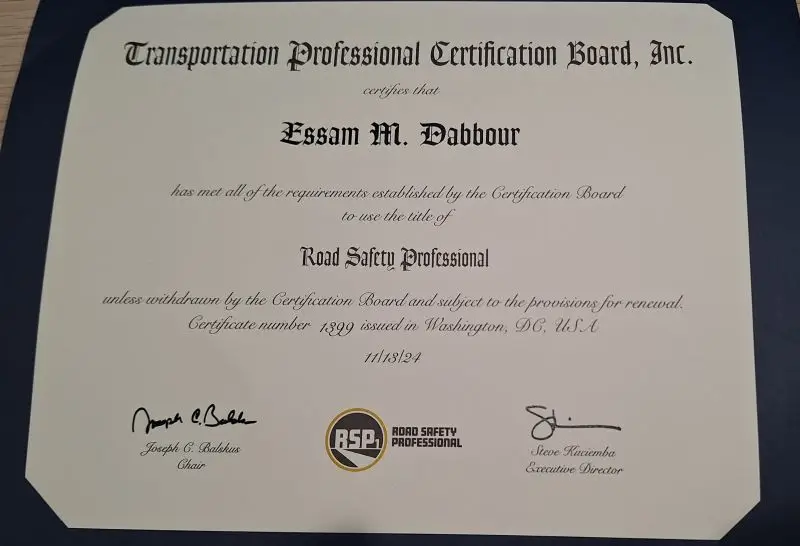 Transportation Professional Certification Board, Inc.
certifies that
Essam M. Dabbour
has met all of the requirements established by the Certification Board
to use the title of
Road Safety Professional
unless withdrawn by the Certification Board and subject to the provisions for renewal.
Certificate number 1399 issued in Washington, DC, USA
11/13/24
Joseph C. Balskus
Chair
RSP1
ROAD SAFETY
PROFESSIONAL
Steve Kuciemba
Executive Director